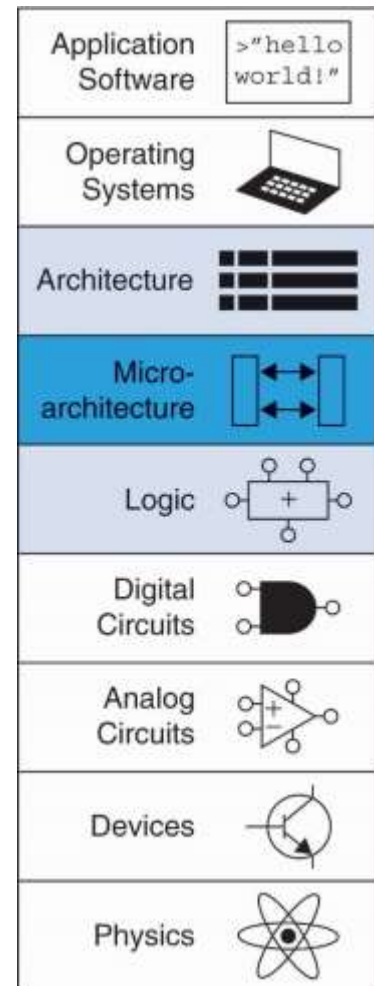 Application
Software
>"hello
world!"
Operating
Systems
Architecture
Micro-
architecture
Logic
+
Digital
Circuits
Analog
Circuits
+
−
Devices
Physics